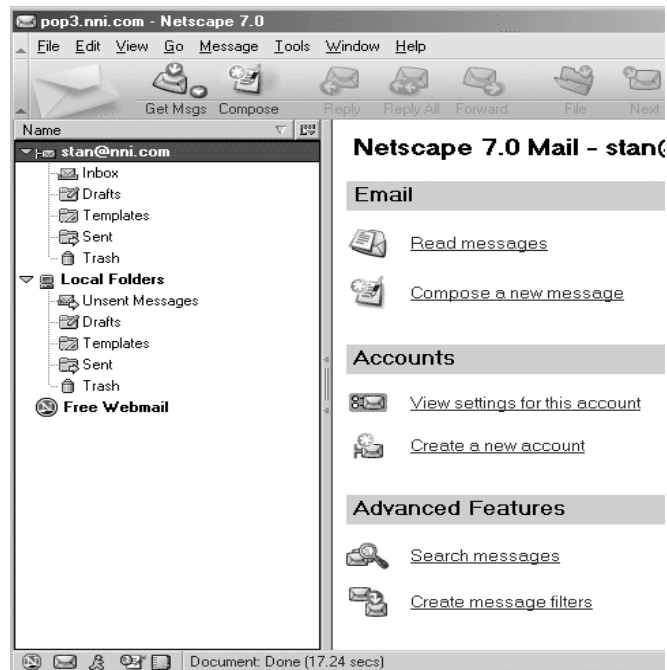 pop3.nni.com - Netscape 7.0
File Edit View Go Message Tools Window Help
Get Msgs Compose Reply Reply All Forward File Next
Name
stan@nni.com
Inbox
Drafts
Templates
Sent
Trash
Local Folders
Unsent Messages
Drafts
Templates
Sent
Trash
Free Webmail
Netscape 7.0 Mail - stan@
Email
Read messages
Compose a new message
Accounts
View settings for this account
Create a new account
Advanced Features
Search messages
Create message filters
Document: Done (17.24 secs)